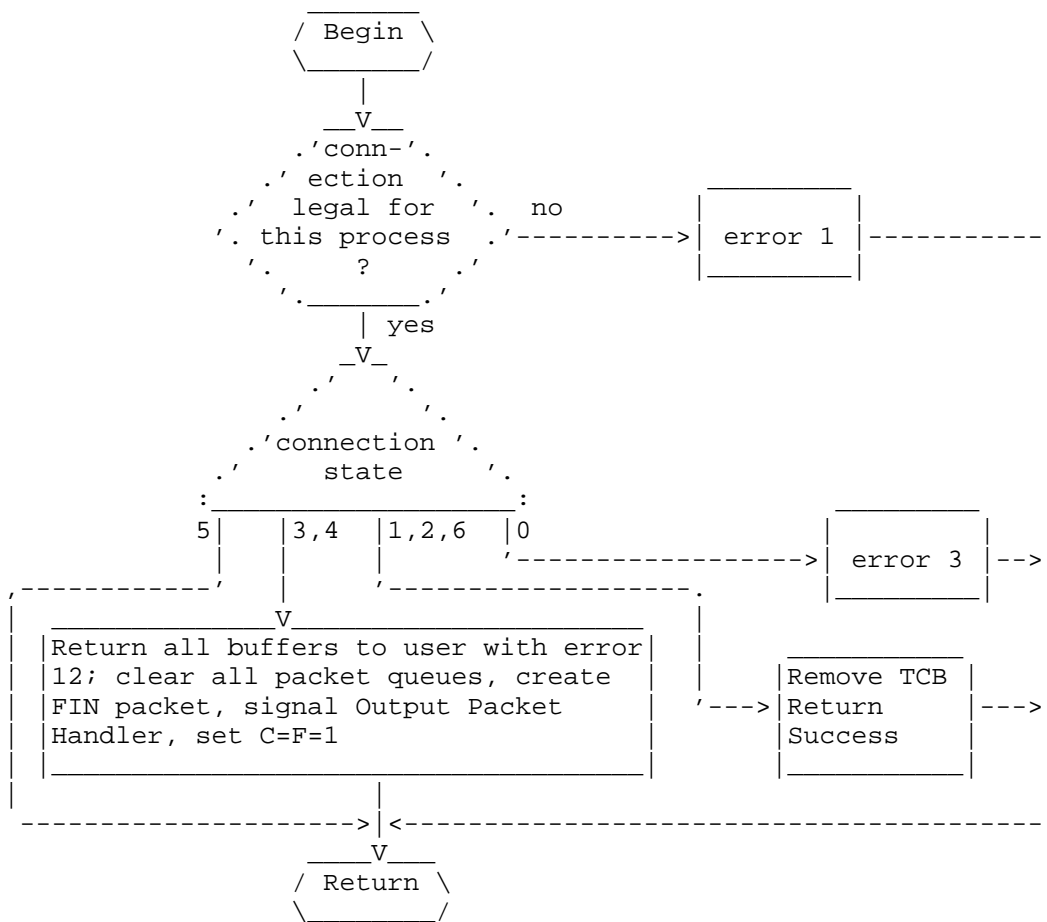 Begin
conn-
ection
legal for no
this process error 1
?
yes
connection
state
5 3,4 1,2,6 0
error 3
Return all buffers to user with error
12; clear all packet queues, create Remove TCB
FIN packet, signal Output Packet Return
Handler, set C=F=1 Success
Return